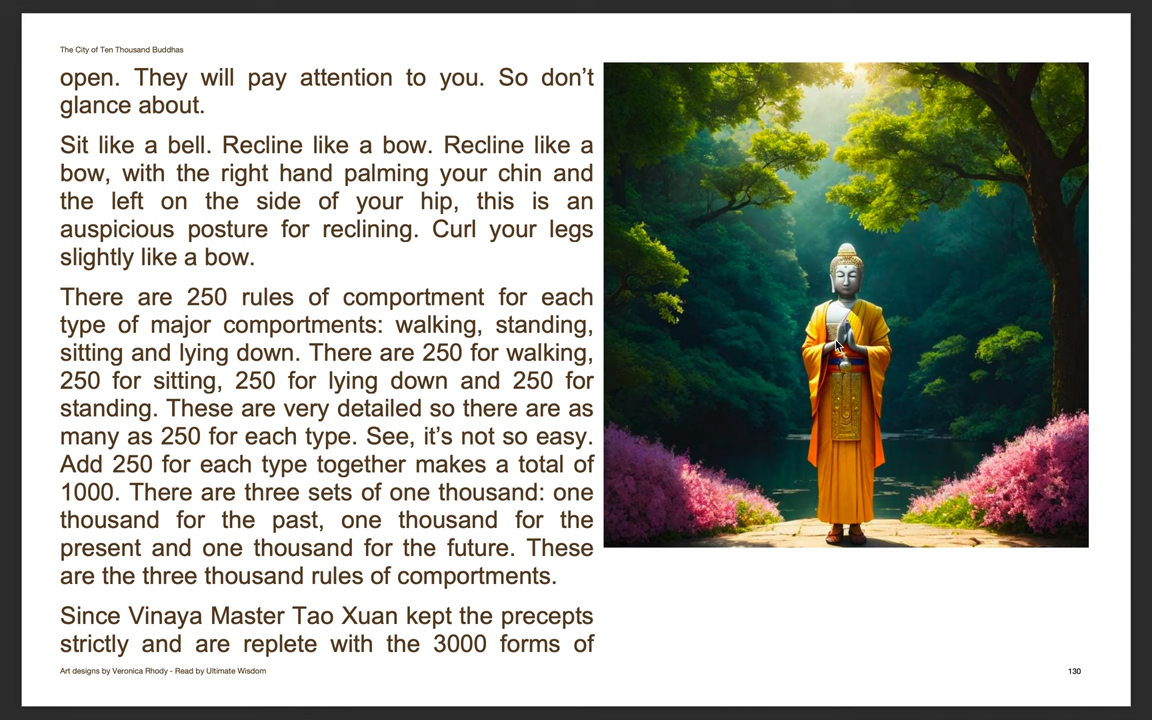 The City of Ten Thousand Buddhas
open. They will pay attention to you. So don’t
glance about.
Sit like a bell. Recline like a bow. Recline like a
bow, with the right hand palming your chin and
the left on the side of your hip, this is an
auspicious posture for reclining. Curl your legs
slightly like a bow.
There are 250 rules of comportment for each
type of major comportments: walking, standing,
sitting and lying down. There are 250 for walking,
250 for sitting, 250 for lying down and 250 for
standing. These are very detailed so there are as
many as 250 for each type. See, it’s not so easy.
Add 250 for each type together makes a total of
1000. There are three sets of one thousand: one
thousand for the past, one thousand for the
present and one thousand for the future. These
are the three thousand rules of comportments.
Since Vinaya Master Tao Xuan kept the precepts
strictly and are replete with the 3000 forms of
Art designs by Veronica Rhody - Read by Ultimate Wisdom
130